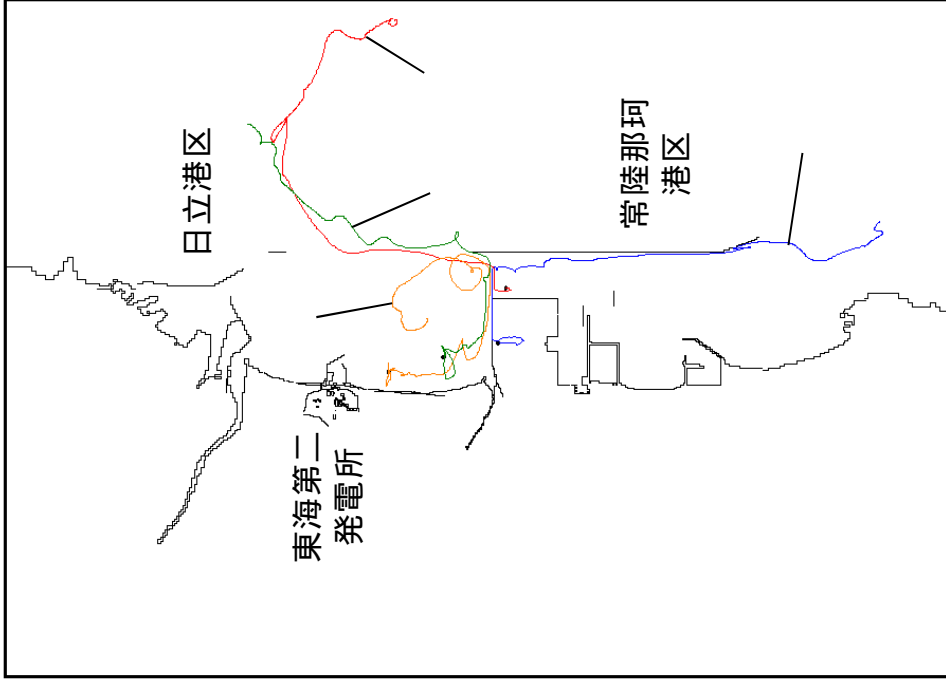 日立港区
常陸那珂
港区
東海第二
発電所